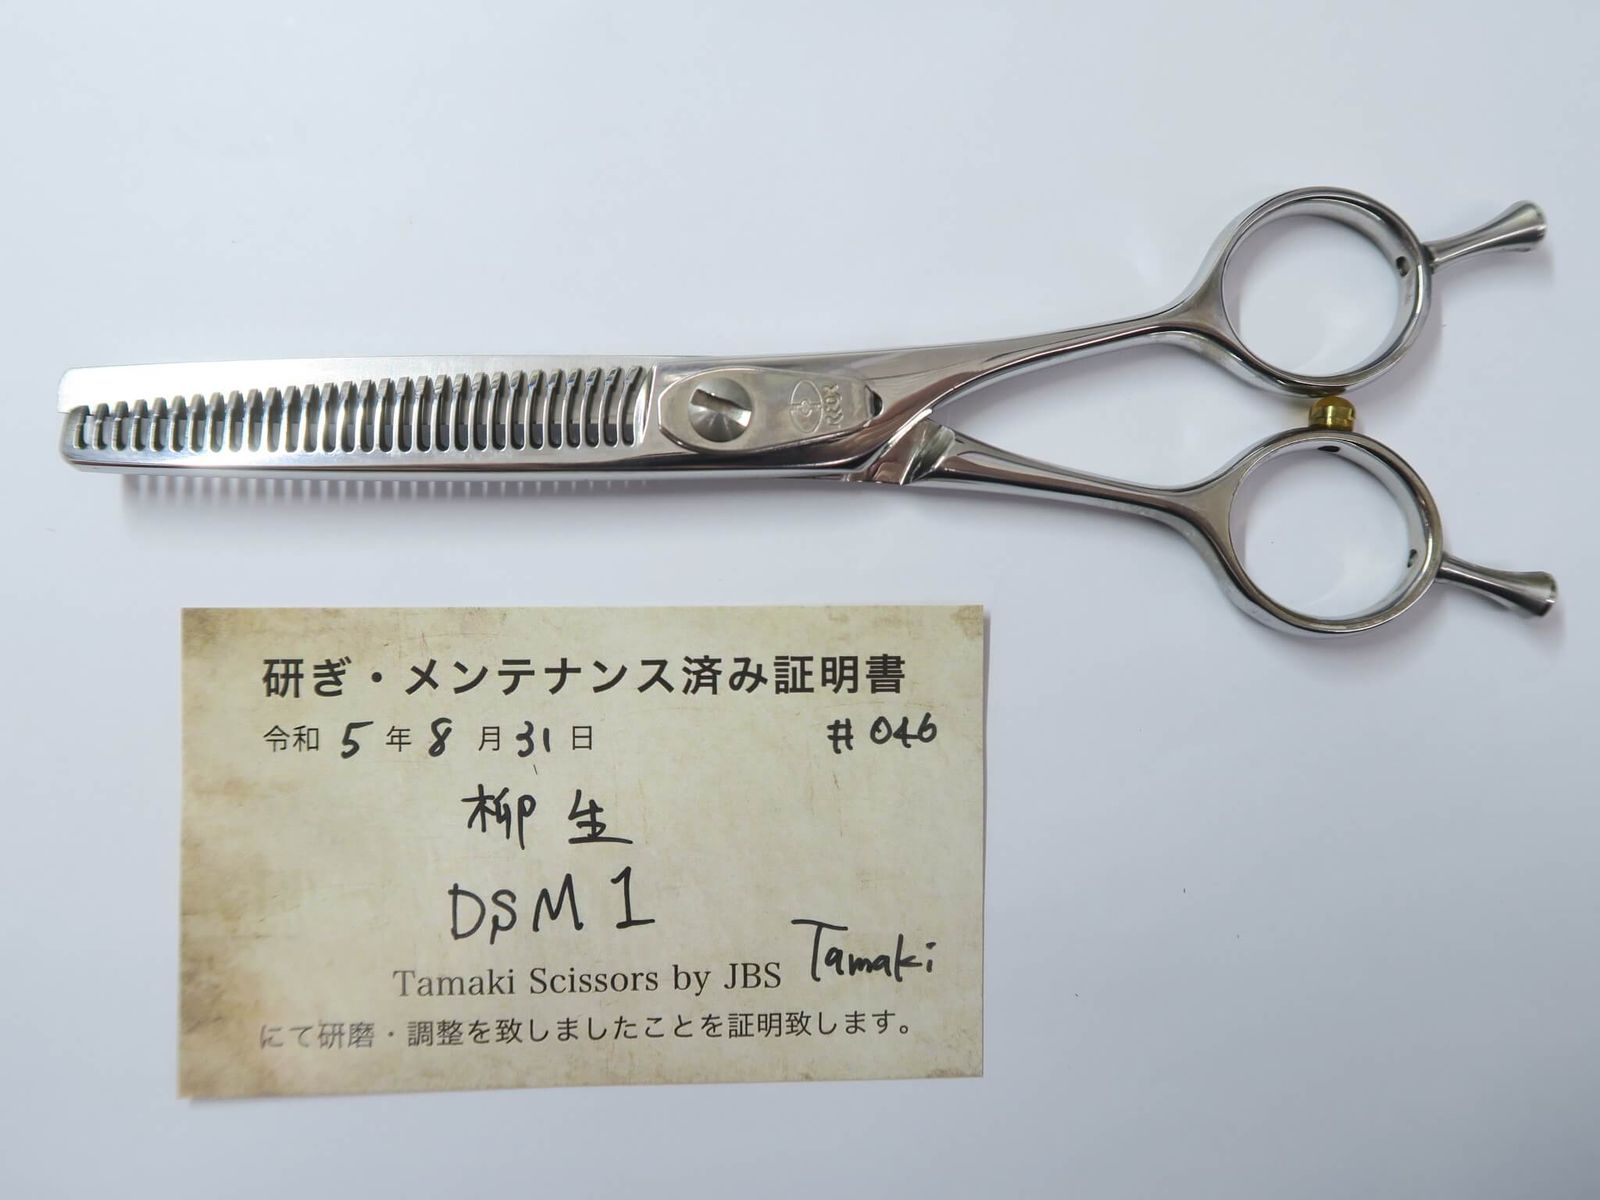 研ぎ・メンテナンス済み証明書
令和 5 年 8 月 31 日 #046
柳生
DSM1
Tamaki Scissors by JBS Tamaki
にて研磨・調整を致しましたことを証明致します。